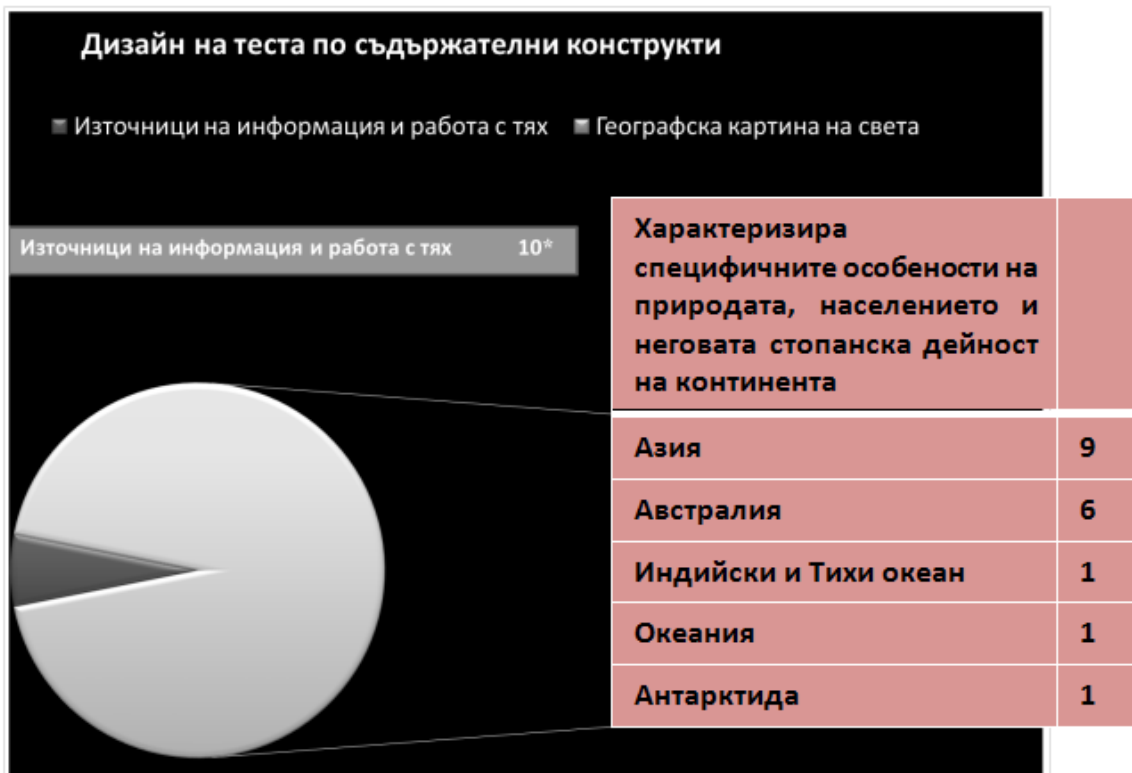 Дизайн на теста по съдържателни конструкти
Източници на информация и работа с тях Географска картина на света
Източници на информация и работа с тях 10*
Характеризира
специфичните особености на
природата, населението и
неговата стопанска дейност
на континента
Азия 9
Австралия 6
Индийски и Тихи океан 1
Океания 1
Антарктида 1